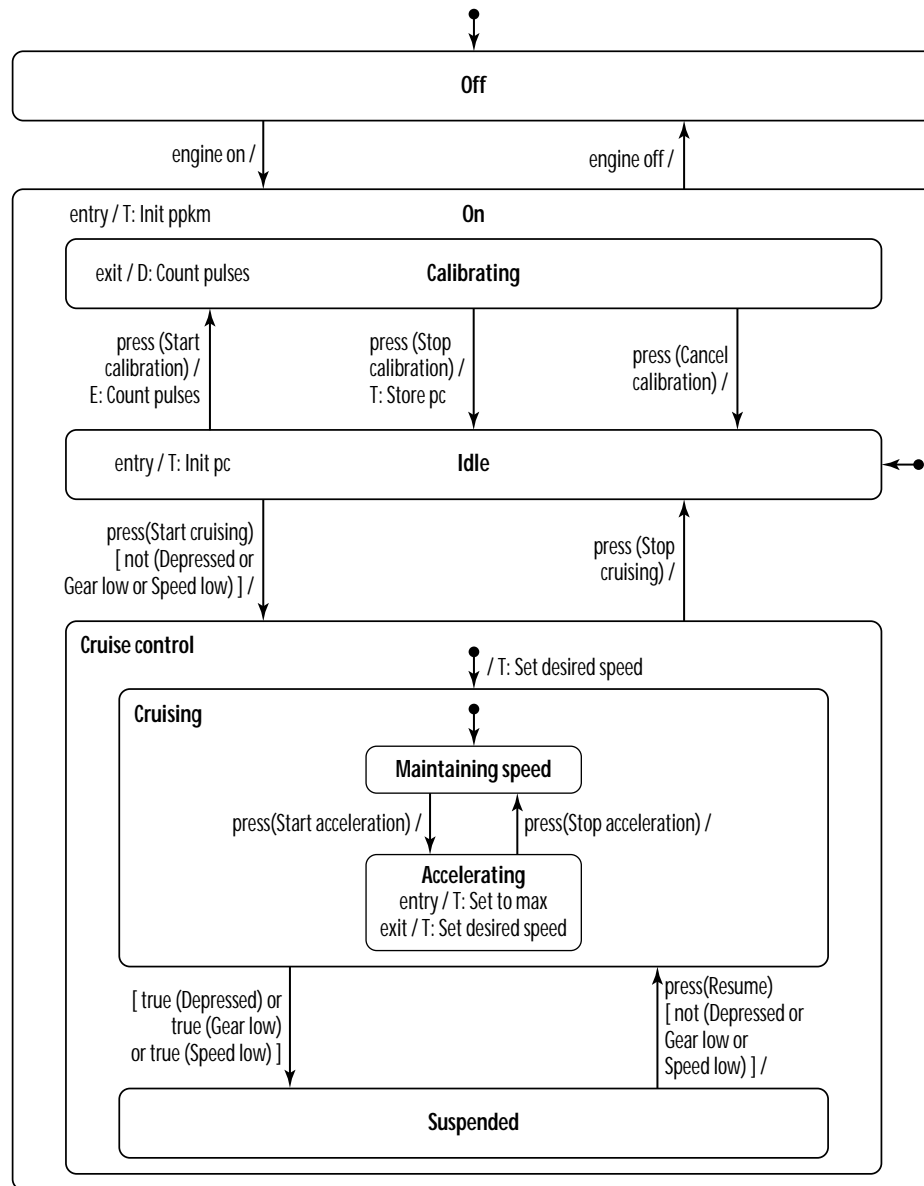 Off
engine on /
engine off /
entry / T: Init ppkm
On
exit / D: Count pulses
Calibrating
press (Start
calibration) /
E: Count pulses
press (Stop
calibration) /
T: Store pc
press (Cancel
calibration) /
entry / T: Init pc
Idle
press(Start cruising)
[ not (Depressed or
Gear low or Speed low) ] /
press (Stop
cruising) /
Cruise control
/ T: Set desired speed
Cruising
Maintaining speed
press(Start acceleration) /
press(Stop acceleration) /
Accelerating
entry / T: Set to max
exit / T: Set desired speed
[ true (Depressed) or
true (Gear low)
or true (Speed low) ]
press(Resume)
[ not (Depressed or
Gear low or
Speed low) ] /
Suspended